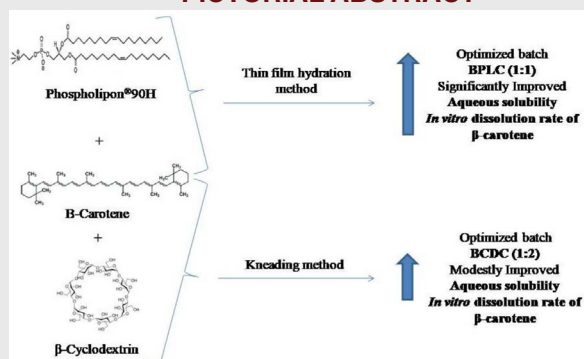 PICTORIAL ABSTRACT
Phospholipon®90H
+
B-Carotene
+
β-Cyclodextrin
Thin film hydration
method
Kneading method
Optimized batch
BPLC (1:1)
Significantly Improved
Aqueous solubility
In vitro dissolution rate of
β-carotene
Optimized batch
BCDC (1:2)
Modestly Improved
Aqueous solubility
In vitro dissolution rate of
β-carotene